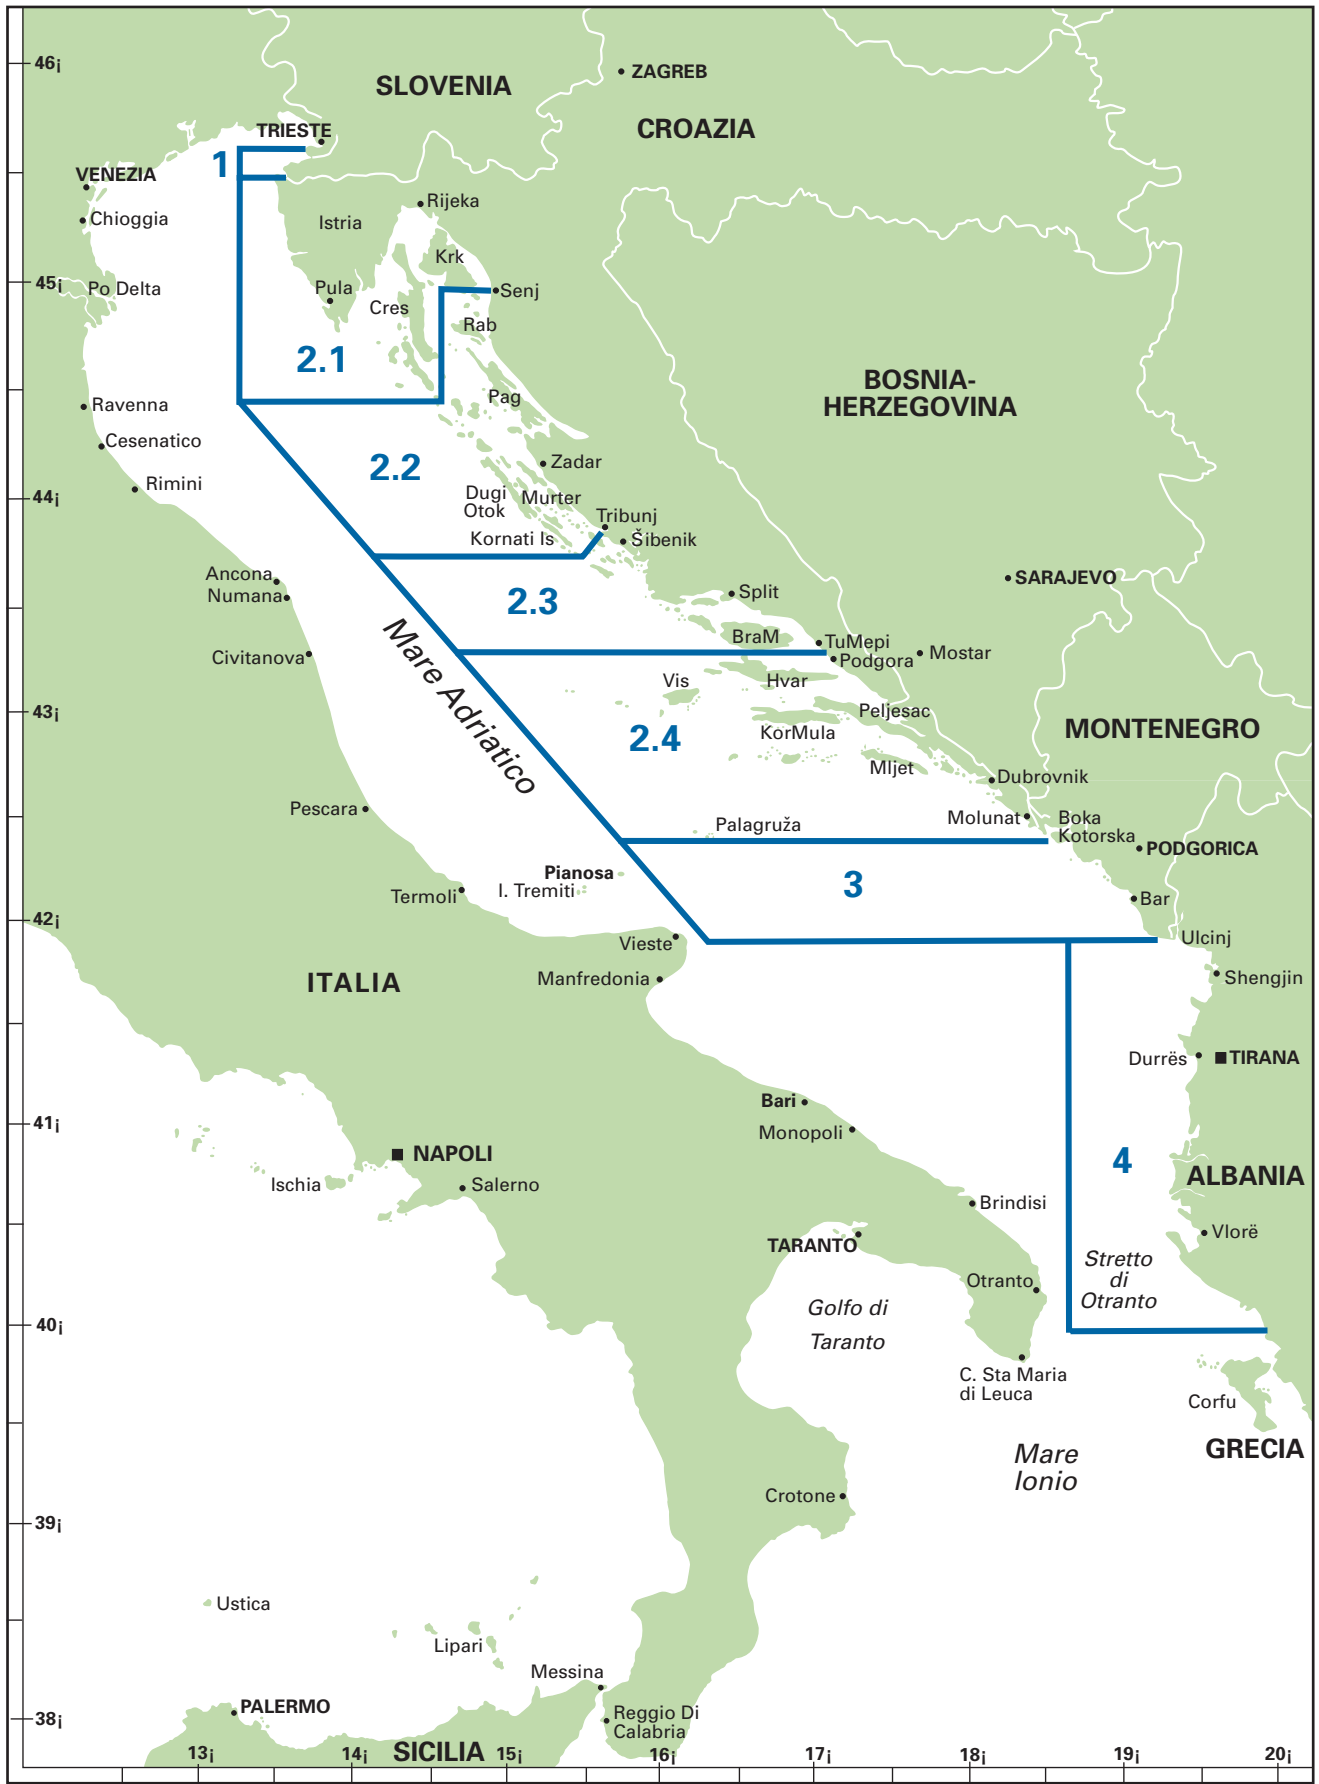 46¡
ZAGREB
SLOVENIA
CROAZIA
TRIESTE
1
VENEZIA
Chioggia
Istria
Rijeka
Krk
45¡
Po Delta
Pula
Cres
Senj
Rab
2.1
BOSNIA-
HERZEGOVINA
Pag
Ravenna
Cesenatico
2.2
Zadar
Rimini
44¡
Dugi
Otok
Murter
Tribunj
Kornati Is
Šibenik
Ancona
Numana
SARAJEVO
Split
2.3
BraM
TuMepi
Podgora
Mostar
Civitanova
Mare Adriatico
Vis
Hvar
43¡
Peljesac
KorMula
MONTENEGRO
2.4
Mljet
Dubrovnik
Pescara
Palagruža
Molunat
Boka
Kotorska
PODGORICA
Pianosa
I. Tremiti
Termoli
3
Bar
42¡
Vieste
Ulcinj
Manfredonia
Shengjin
ITALIA
Durrës
TIRANA
Bari
41¡
Monopoli
NAPOLI
4
ALBANIA
Ischia
Salerno
Brindisi
Vlorë
TARANTO
Stretto
di
Otranto
Otranto
Golfo di
Taranto
40¡
C. Sta Maria
di Leuca
Corfu
GRECIA
Mare
Ionio
Crotone
39¡
Ustica
Lipari
Messina
PALERMO
Reggio Di
Calabria
38¡
SICILIA
13¡
14¡
15¡
16¡
17¡
18¡
19¡
20¡